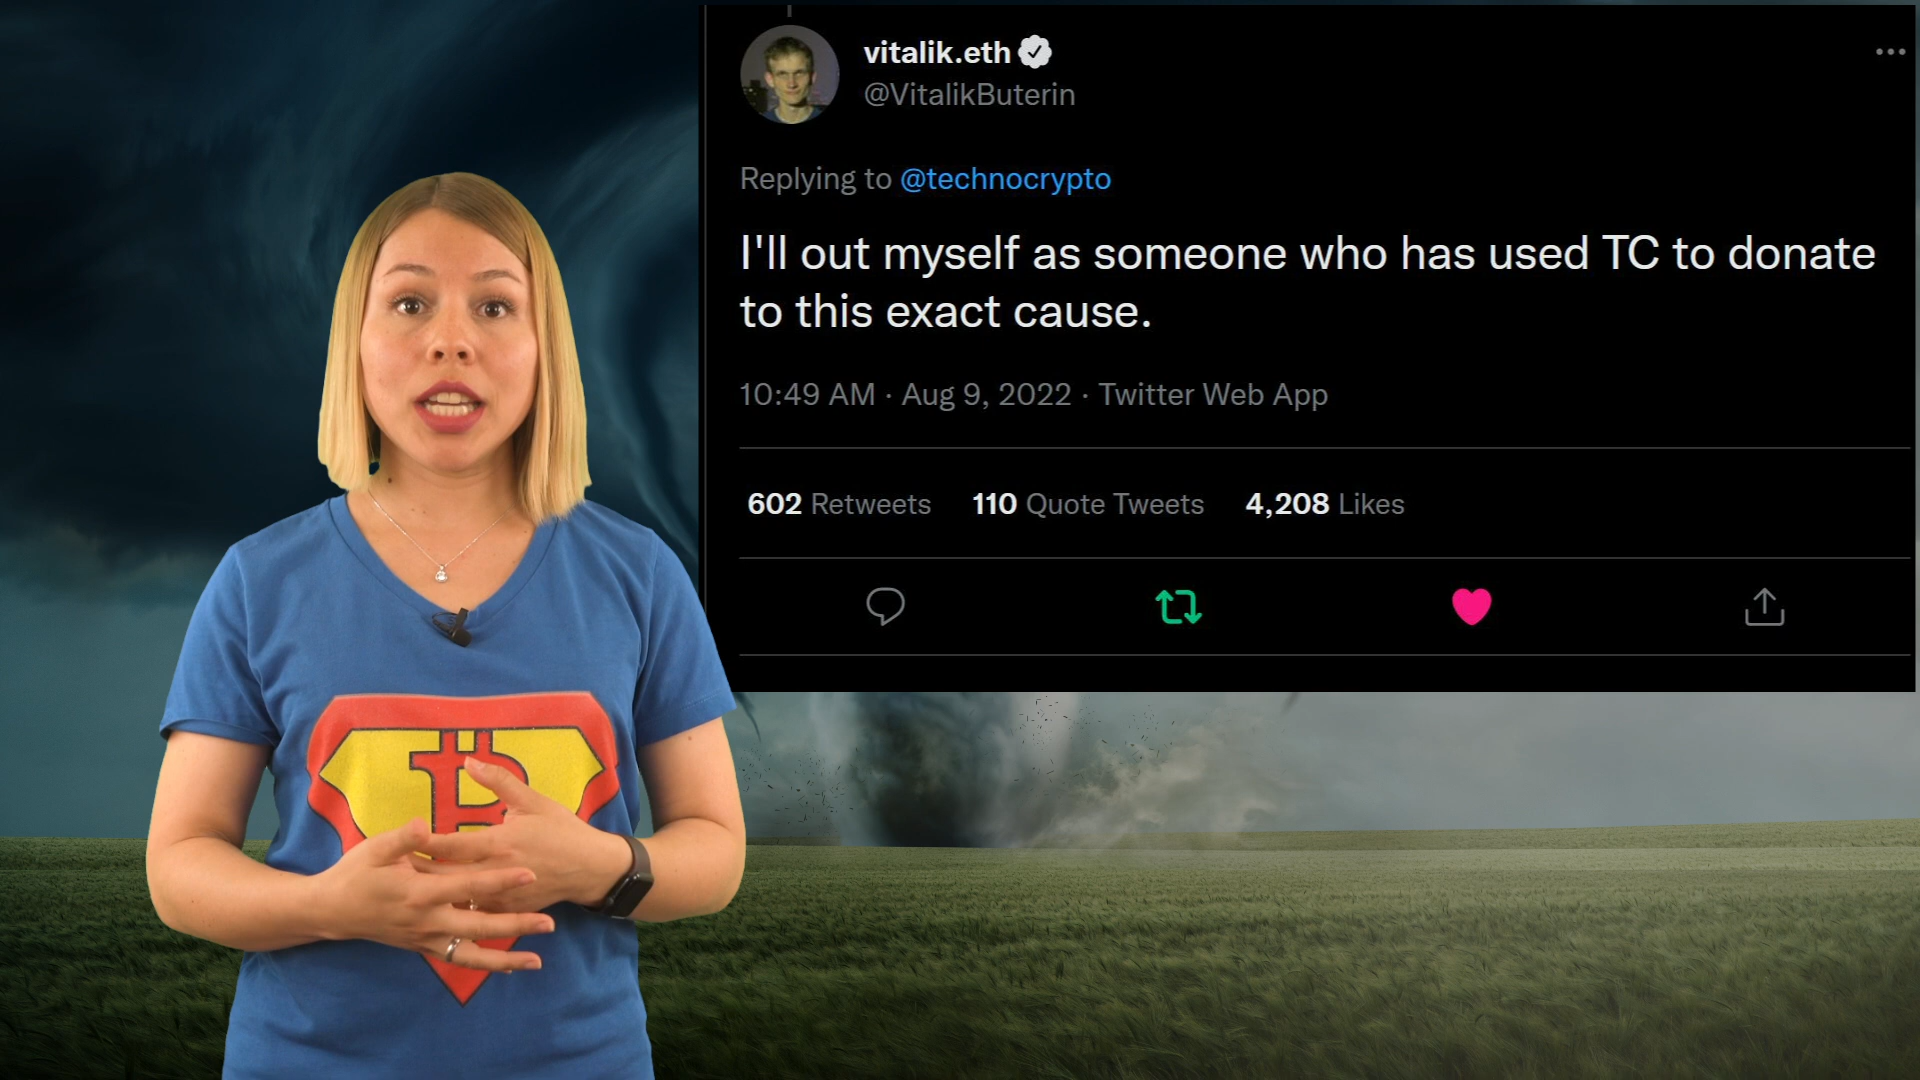 vitalik.eth
@VitalikButerin
Replying to @technocrypto
I'll out myself as someone who has used TC to donate
to this exact cause.
10:49 AM · Aug 9, 2022 · Twitter Web App
602 Retweets 110 Quote Tweets 4,208 Likes